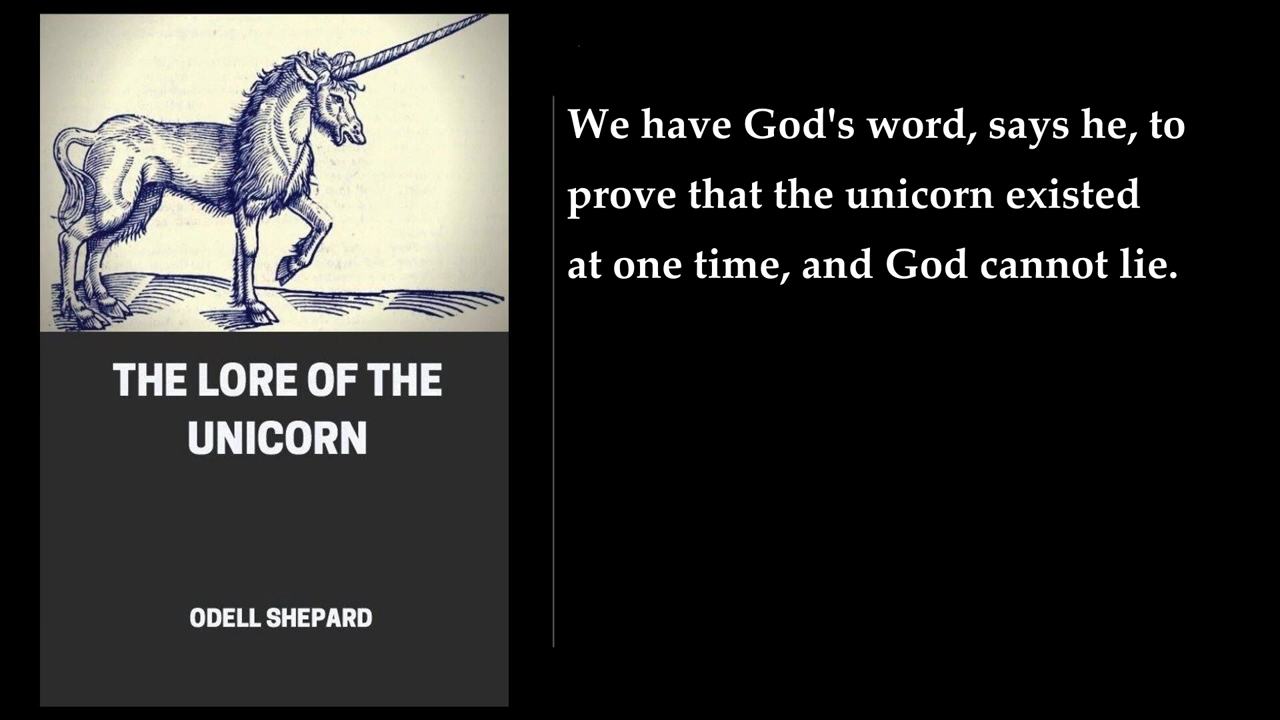 THE LORE OF THE
UNICORN
ODELL SHEPARD
We have God's word, says he, to
prove that the unicorn existed
at one time, and God cannot lie.